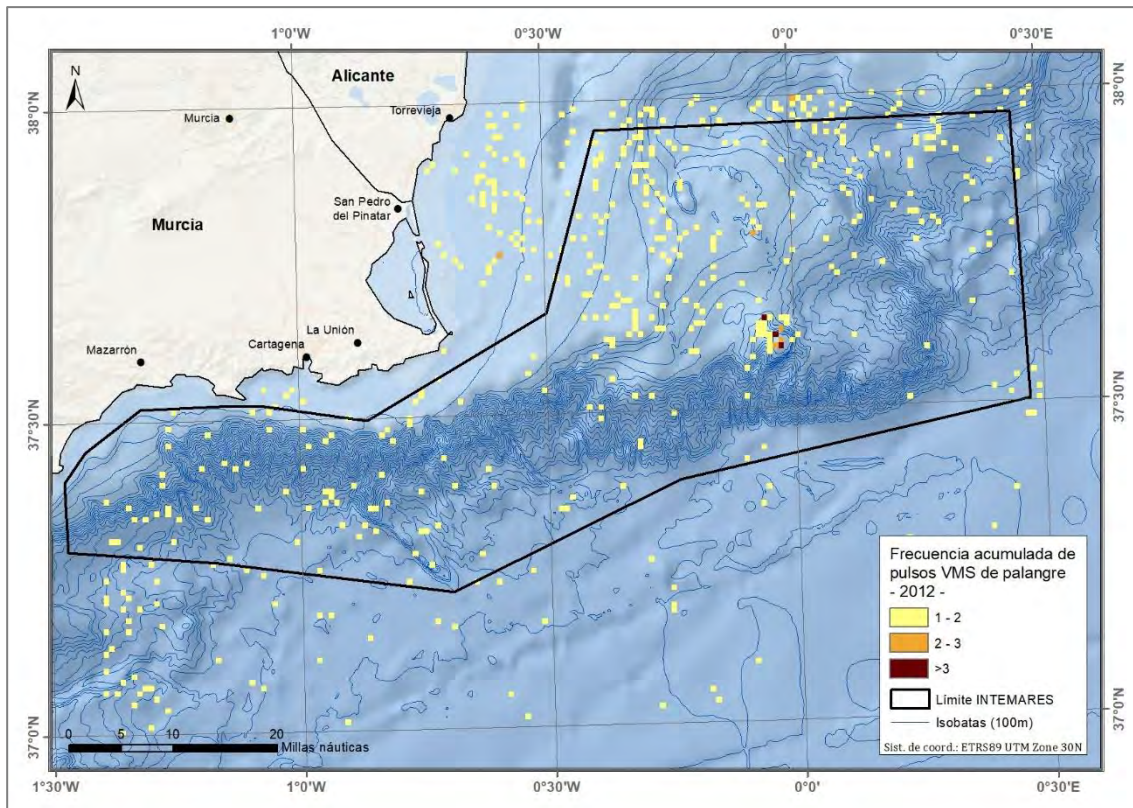 1°0'W
0°30'W
0°0'
0°30'E
N
Alicante
38°0'N
38°0'N
Murcia
Torrevieja
San Pedro
del Pinatar
Murcia
La Unión
Cartagena
Mazarrón
37°30'N
37°30'N
Frecuencia acumulada de
pulsos VMS de palangre
- 2012 -
1 - 2
2 - 3
>3
Límite INTEMARES
Isobatas (100m)
Sist. de coord.: ETRS89 UTM Zone 30N
37°0'N
37°0'N
0 5 10 20
Millas náuticas
1°30'W
1°0'W
0°30'W
0°0'
0°30'E